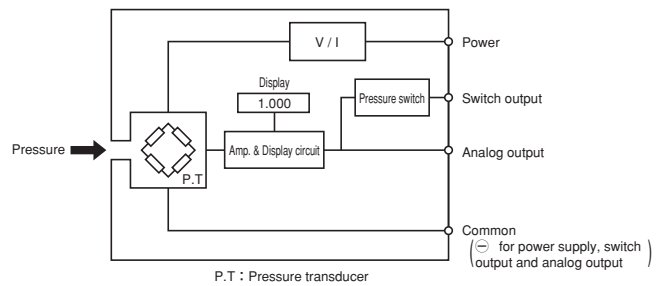 V / I
Power
Display
1.000
Pressure switch
Switch output
Pressure
P.T
Amp. & Display circuit
Analog output
Common
(⊖ for power supply, switch
output and analog output)
P.T : Pressure transducer